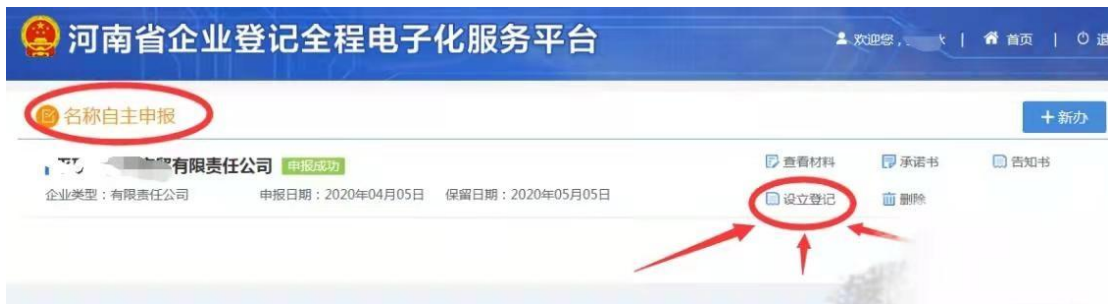 河南省企业登记全程电子化服务平台
欢迎您, | 首页 | 退
名称自主申报
+新办
有限责任公司 申报成功
查看材料 承诺书 告知书
企业类型：有限责任公司 申报日期：2020年04月05日 保留日期：2020年05月05日
设立登记 删除